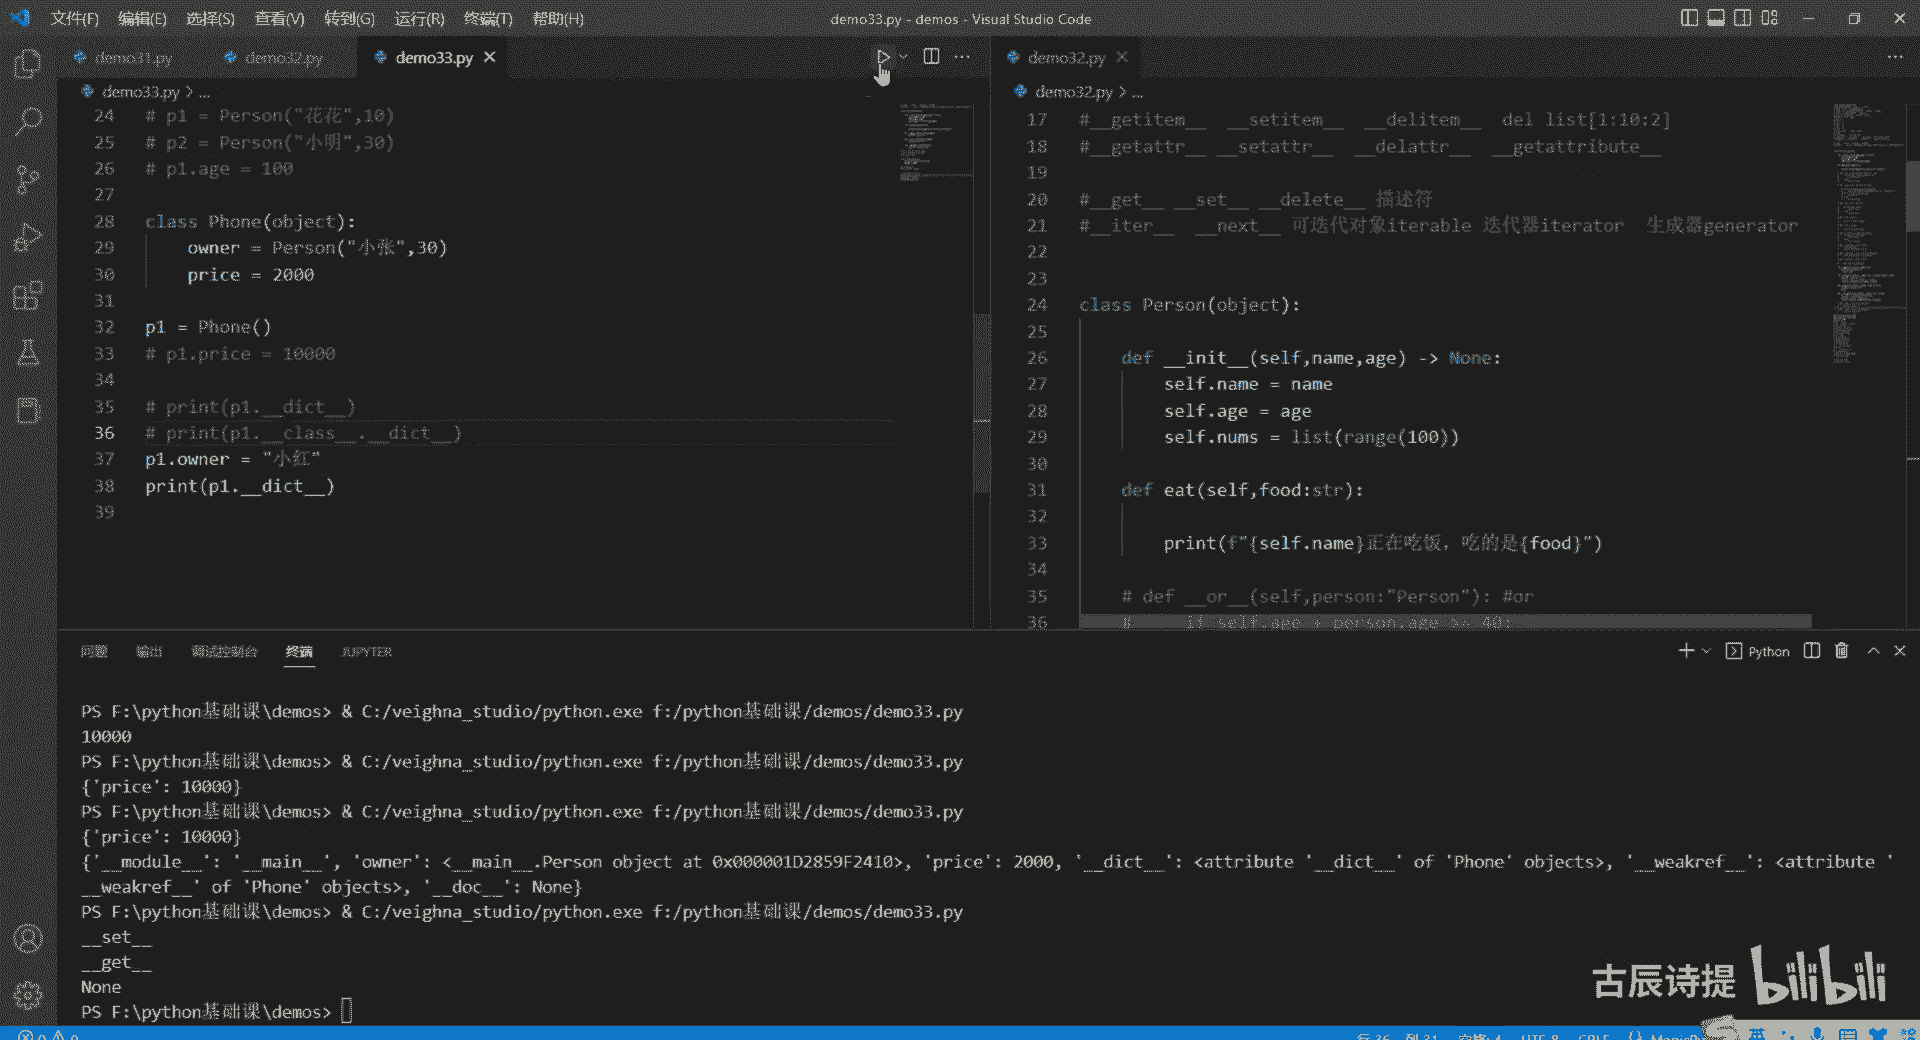 文件(F) 编辑(E) 选择(S) 查看(V) 转到(G) 运行(R) 终端(T) 帮助(H) demo33.py - demos - Visual Studio Code
demo31.py demo32.py demo33.py
demo33.py > ...
24 # p1 = Person("花花",10)
25 # p2 = Person("小明",30)
26 # p1.age = 100
27
28 class Phone(object):
29 owner = Person("小张",30)
30 price = 2000
31
32 p1 = Phone()
33 # p1.price = 10000
34
35 # print(p1.__dict__)
36 # print(p1.__class__.__dict__)
37 p1.owner = "小红"
38 print(p1.__dict__)
39
demo32.py
demo32.py > ...
17 #__getitem__ __setitem__ __delitem__ del list[1:10:2]
18 #__getattr__ __setattr__ __delattr__ __getattribute__
19
20 #__get__ __set__ __delete__ 描述符
21 #__iter__ __next__ 可迭代对象iterable 迭代器iterator 生成器generator
22
23
24 class Person(object):
25
26 def __init__(self,name,age) -> None:
27 self.name = name
28 self.age = age
29 self.nums = list(range(100))
30
31 def eat(self,food:str):
32
33 print(f"{self.name}正在吃饭，吃的是{food}")
34
35 # def __or__(self,person:"Person"): #or
36 # if self.age + person.age >= 40:
问题 输出 调试控制台 终端 JUPYTER
Python
PS F:\python基础课\demos> & C:/veighna_studio/python.exe f:/python基础课/demos/demo33.py
10000
PS F:\python基础课\demos> & C:/veighna_studio/python.exe f:/python基础课/demos/demo33.py
{'price': 10000}
PS F:\python基础课\demos> & C:/veighna_studio/python.exe f:/python基础课/demos/demo33.py
{'price': 10000}
{'__module__': '__main__', 'owner': <__main__.Person object at 0x000001D2859F2410>, 'price': 2000, '__dict__': <attribute '__dict__' of 'Phone' objects>, '__weakref__': <attribute '
__weakref__' of 'Phone' objects>, '__doc__': None}
PS F:\python基础课\demos> & C:/veighna_studio/python.exe f:/python基础课/demos/demo33.py
__set__
__get__
None
PS F:\python基础课\demos>
古辰诗提 bilibili